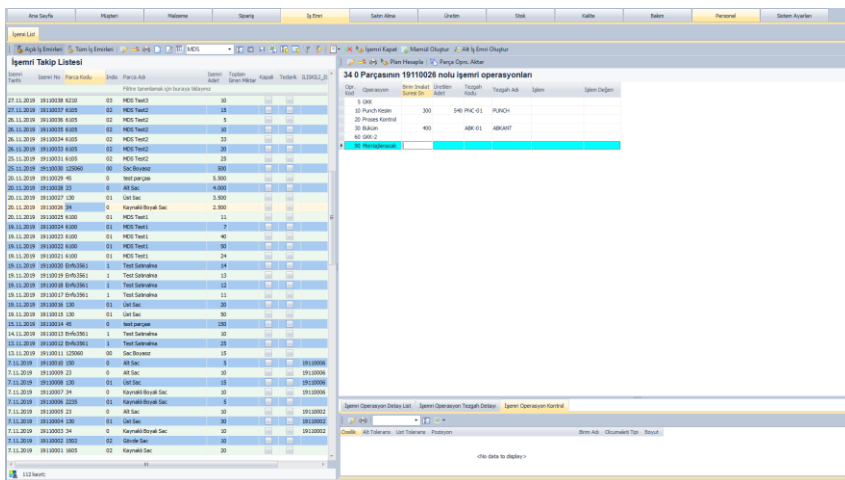 Ana Sayfa Müşteri Malzeme Sipariş İş Emri Satın Alma Üretim Stok Kalite Bakım Personel Sistem Ayarları
İşemri List
Açık İş Emirleri Tüm İş Emirleri MDS İşemri Kapat Mamül Oluştur Alt İş Emri Oluştur
İşemri Takip Listesi
İşemri Tarihi İşemri No Parça Kodu İndis Parça Adı İşemri Adet Toplam Giren Miktar Kapalı Tedarik
Filtre tanımlamak için buraya tıklayınız
27.11.2019 19110038 6210 03 MDS Test3 10
27.11.2019 19110037 6105 02 MDS Test2 15
26.11.2019 19110036 6105 02 MDS Test2 5
26.11.2019 19110035 6105 02 MDS Test2 10
26.11.2019 19110034 6105 02 MDS Test2 33
26.11.2019 19110033 6105 02 MDS Test2 20
25.11.2019 19110031 6105 02 MDS Test2 25
25.11.2019 19110030 125060 00 Sac Boyasız 500
20.11.2019 19110029 45 0 test parçası 5.500
20.11.2019 19110028 23 0 Alt Sac 4.000
20.11.2019 19110027 130 01 Üst Sac 3.500
20.11.2019 19110026 34 0 Kaynaklı Boyalı Sac 2.500
20.11.2019 19110025 6100 01 MDS Test1 11
19.11.2019 19110024 6100 01 MDS Test1 7
19.11.2019 19110023 6100 01 MDS Test1 40
19.11.2019 19110022 6100 01 MDS Test1 50
19.11.2019 19110021 6100 01 MDS Test1 24
19.11.2019 19110020 Enfo3561 1 Test Satınalma 14
19.11.2019 19110019 Enfo3561 1 Test Satınalma 13
19.11.2019 19110018 Enfo3561 1 Test Satınalma 12
19.11.2019 19110017 Enfo3561 1 Test Satınalma 11
19.11.2019 19110016 130 01 Üst Sac 20
19.11.2019 19110015 130 01 Üst Sac 50
15.11.2019 19110014 45 0 test parçası 150
14.11.2019 19110013 Enfo3561 1 Test Satınalma 10
13.11.2019 19110012 Enfo3561 1 Test Satınalma 25
13.11.2019 19110011 125060 00 Sac Boyasız 15
7.11.2019 19110010 150 0 Alt Sac 5 19110006
7.11.2019 19110009 23 0 Alt Sac 10 19110006
7.11.2019 19110008 130 01 Üst Sac 15 19110006
7.11.2019 19110007 34 0 Kaynaklı Boyalı Sac 10 19110006
7.11.2019 19110006 2235 01 Kaynaklı Boyalı Sac 5
7.11.2019 19110005 23 0 Alt Sac 10 19110002
7.11.2019 19110004 130 01 Üst Sac 30 19110002
7.11.2019 19110003 34 0 Kaynaklı Boyalı Sac 10 19110002
7.11.2019 19110002 1502 02 Gövde Sac 10
7.11.2019 19110001 1605 02 Kaynaklı Sac 20
112 kayıt:
Plan Hesapla Parça Oprs. Aktar
34 0 Parçasının 19110026 nolu işemri operasyonları
Opr. Kod Operasyon Birim İmalat Suresi Sn Üretilen Adet Tezgah Kodu Tezgah Adı İşlem İşlem Değeri
5 GKK
10 Punch Kesim 300 540 PNC-01 PUNCH
20 Proses Kontrol
30 Büküm 400 ABK-01 ABKANT
60 GKK-2
90 Montajlanacak
İşemri Operasyon Detay List İşemri Operasyon Tezgah Detayı İşemri Operasyon Kontrol
Özellik Alt Tolerans Üst Tolerans Pozisyon Birim Adı Olcumaleti Tipi Boyut
<No data to display>